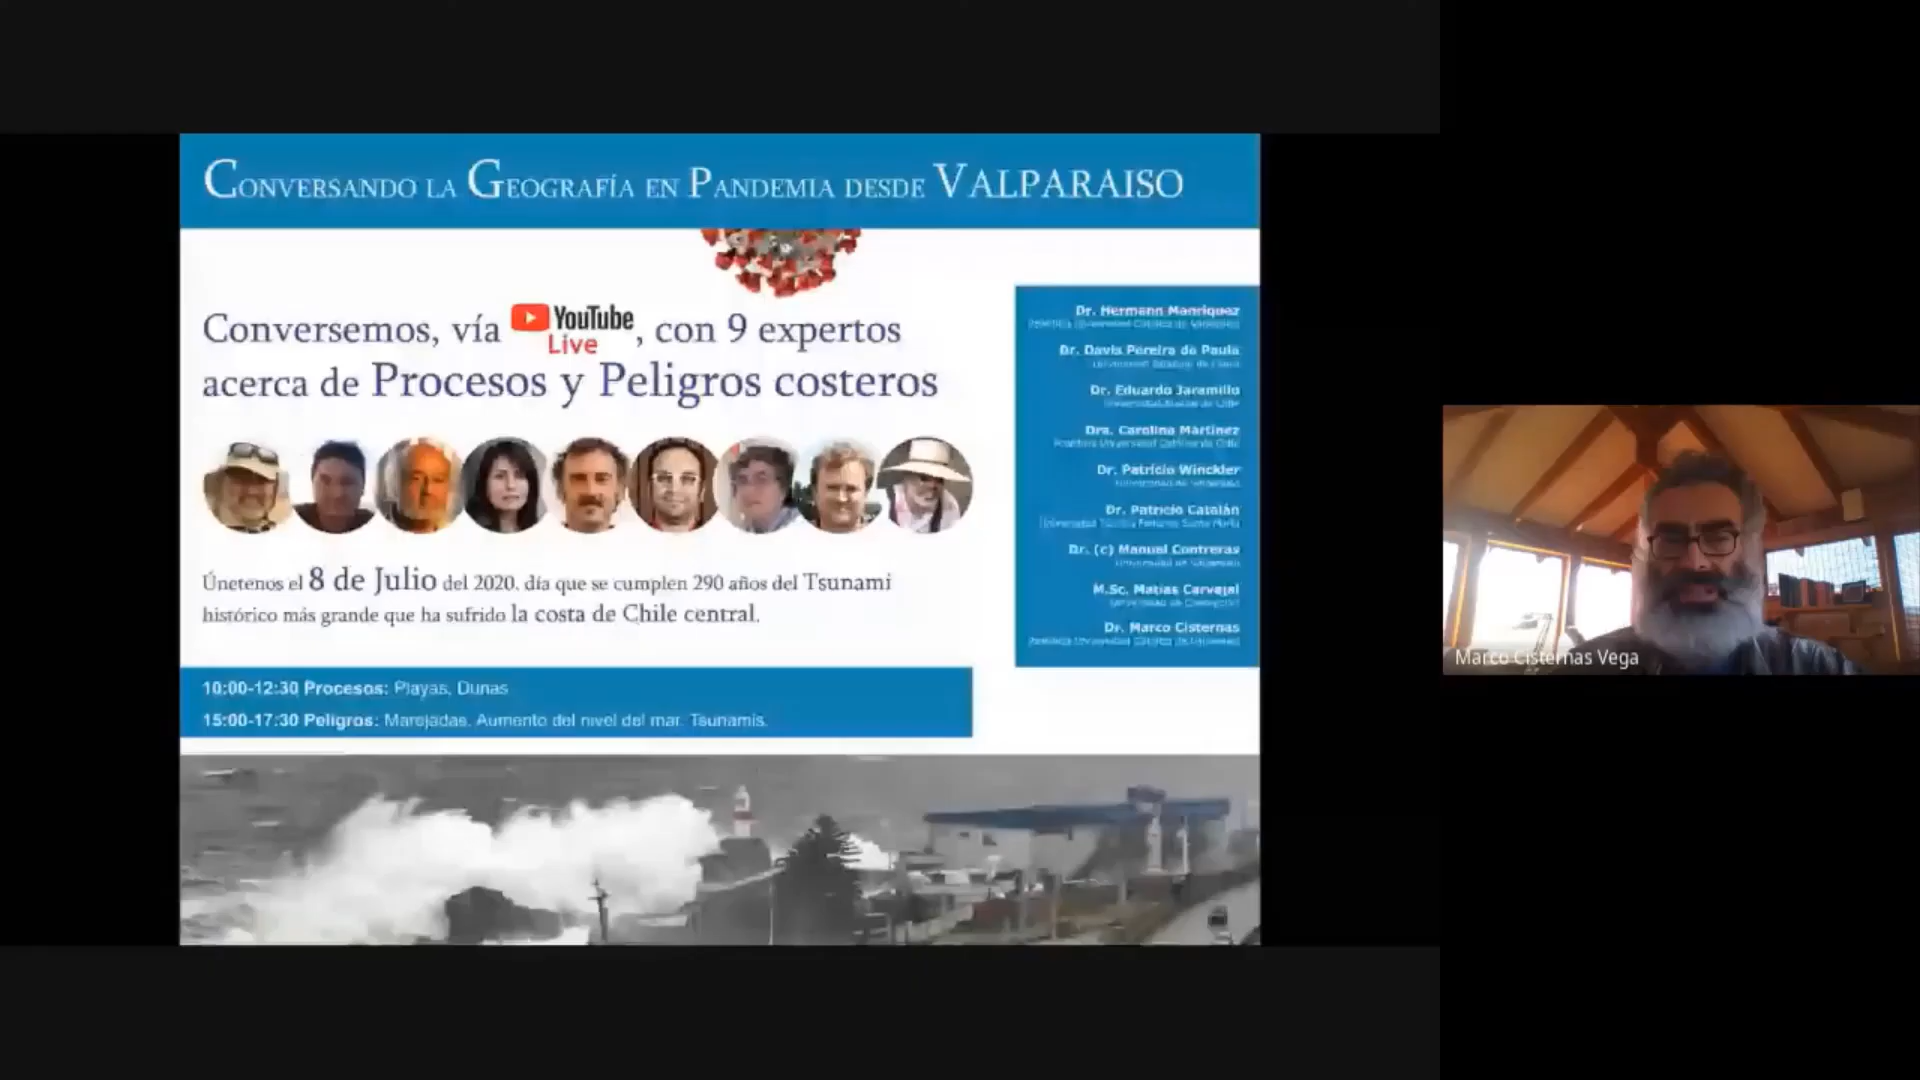 CONVERSANDO LA GEOGRAFÍA EN PANDEMIA DESDE VALPARAISO
Conversemos, vía YouTube Live, con 9 expertos
acerca de Procesos y Peligros costeros
Únetenos el 8 de Julio del 2020, día que se cumplen 290 años del Tsunami
histórico más grande que ha sufrido la costa de Chile central.
10:00-12:30 Procesos: Playas, Dunas
15:00-17:30 Peligros: Marejadas, Aumento del nivel del mar, Tsunamis.
Dr. Hermann Manríquez
Dr. Davis Pereira de Paula
Dr. Eduardo Jaramillo
Dra. Carolina Martínez
Dr. Patricio Winckler
Dr. Patricio Catalán
Dr. (c) Manuel Contreras
M.Sc. Matías Carvajal
Dr. Marco Cisternas
Marco Cisternas Vega